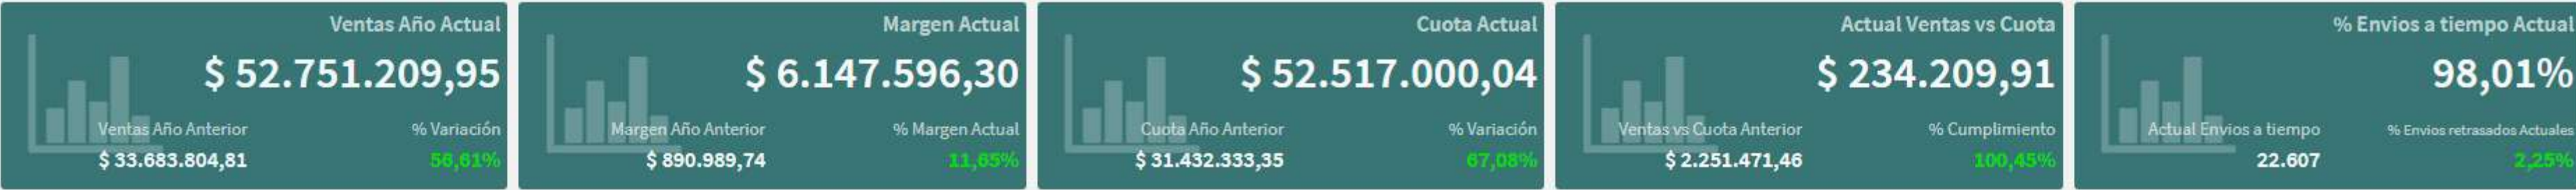 Ventas Año Actual
$ 52.751.209,95
Ventas Año Anterior % Variación
$ 33.683.804,81 56,61%
Margen Actual
$ 6.147.596,30
Margen Año Anterior % Margen Actual
$ 890.989,74 11,65%
Cuota Actual
$ 52.517.000,04
Cuota Año Anterior % Variación
$ 31.432.333,35 67,08%
Actual Ventas vs Cuota
$ 234.209,91
Ventas vs Cuota Anterior % Cumplimiento
$ 2.251.471,46 100,45%
% Envios a tiempo Actual
98,01%
Actual Envios a tiempo % Envios retrasados Actuales
22.607 2,25%